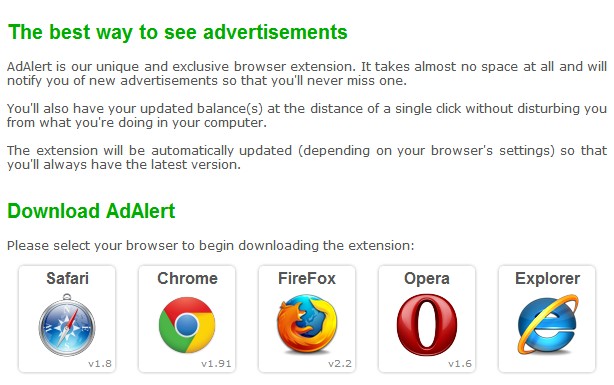 The best way to see advertisements
AdAlert is our unique and exclusive browser extension. It takes almost no space at all and will
notify you of new advertisements so that you'll never miss one.
You'll also have your updated balance(s) at the distance of a single click without disturbing you
from what you're doing in your computer.
The extension will be automatically updated (depending on your browser's settings) so that
you'll always have the latest version.
Download AdAlert
Please select your browser to begin downloading the extension:
Safari Chrome FireFox Opera Explorer
v1.8 v1.91 v2.2 v1.6